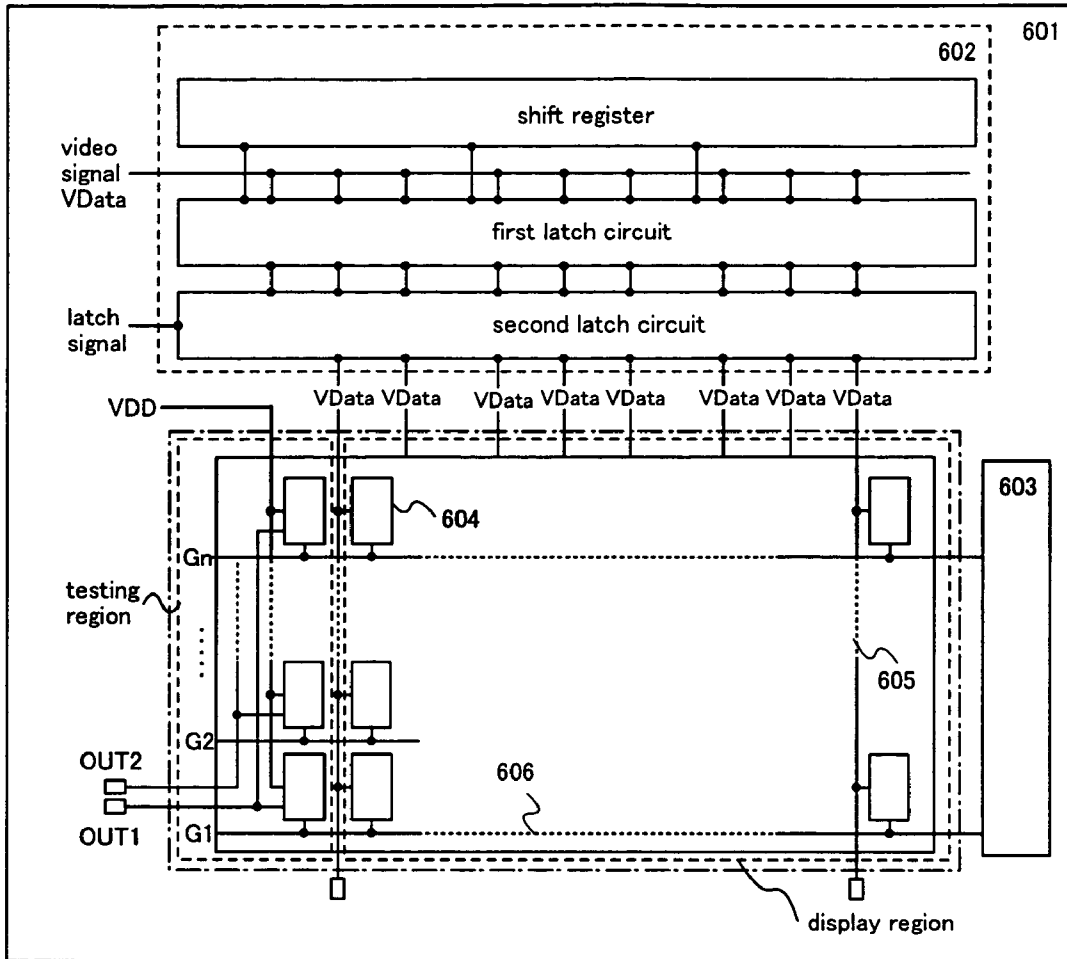 601
602
shift register
video
signal
VData
first latch circuit
latch
signal
second latch circuit
VDD
VData VData VData VData VData VData VData VData
603
604
Gn
testing
region
605
G2
OUT2
606
OUT1
G1
display region